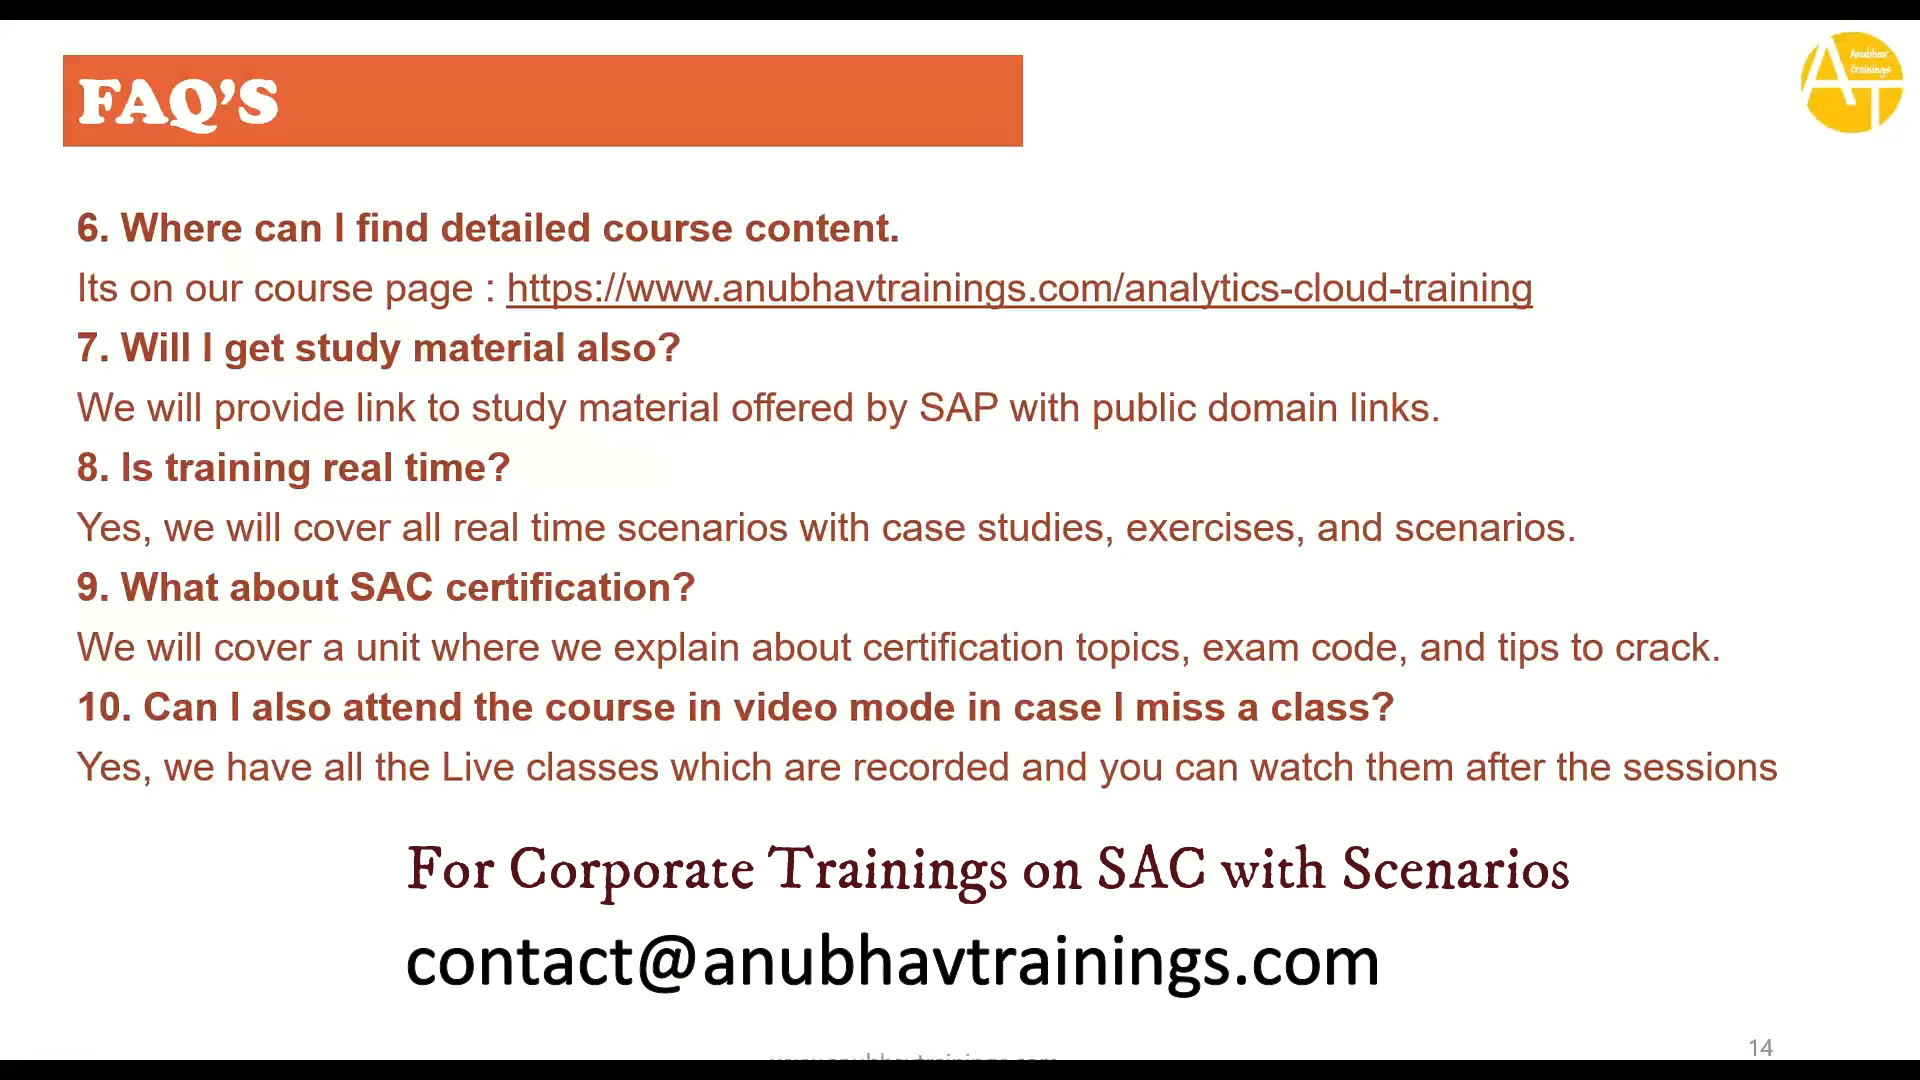 FAQ'S
Anubhav
trainings
AT
6. Where can I find detailed course content.
Its on our course page : https://www.anubhavtrainings.com/analytics-cloud-training
7. Will I get study material also?
We will provide link to study material offered by SAP with public domain links.
8. Is training real time?
Yes, we will cover all real time scenarios with case studies, exercises, and scenarios.
9. What about SAC certification?
We will cover a unit where we explain about certification topics, exam code, and tips to crack.
10. Can I also attend the course in video mode in case I miss a class?
Yes, we have all the Live classes which are recorded and you can watch them after the sessions
For Corporate Trainings on SAC with Scenarios
contact@anubhavtrainings.com
14